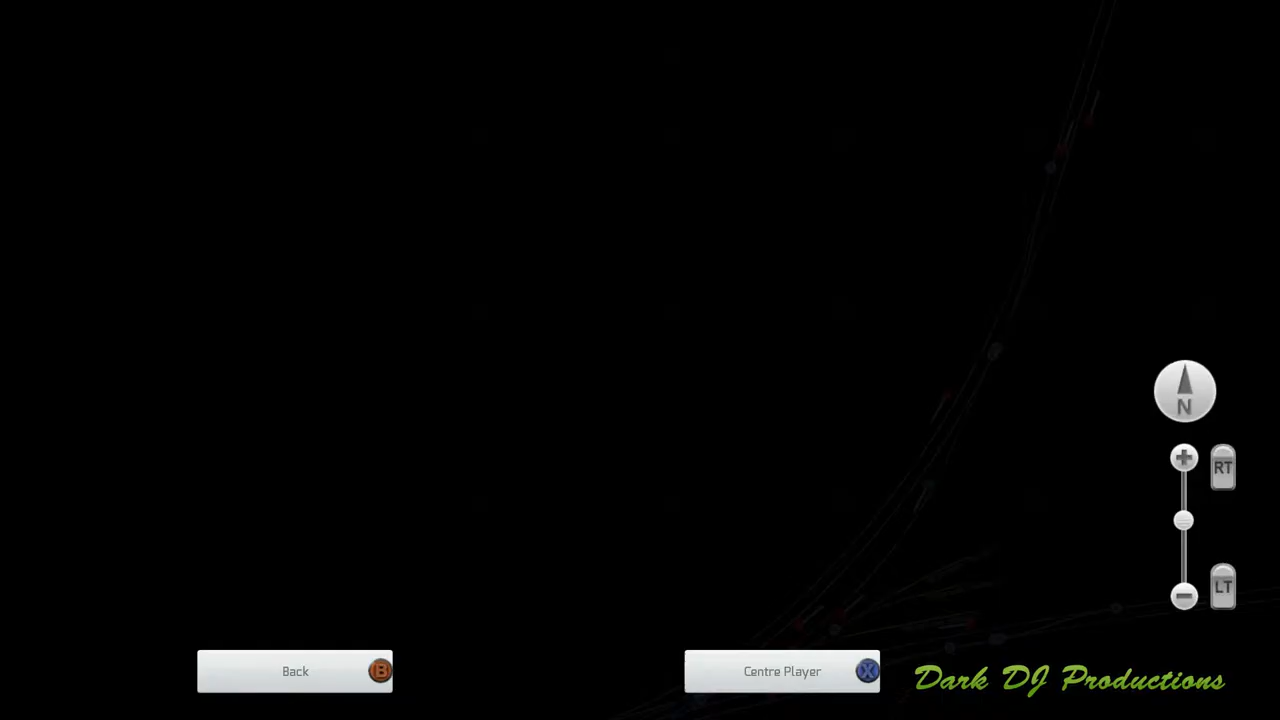 N
RT
LT
Back B
Centre Player X
Dark DJ Productions